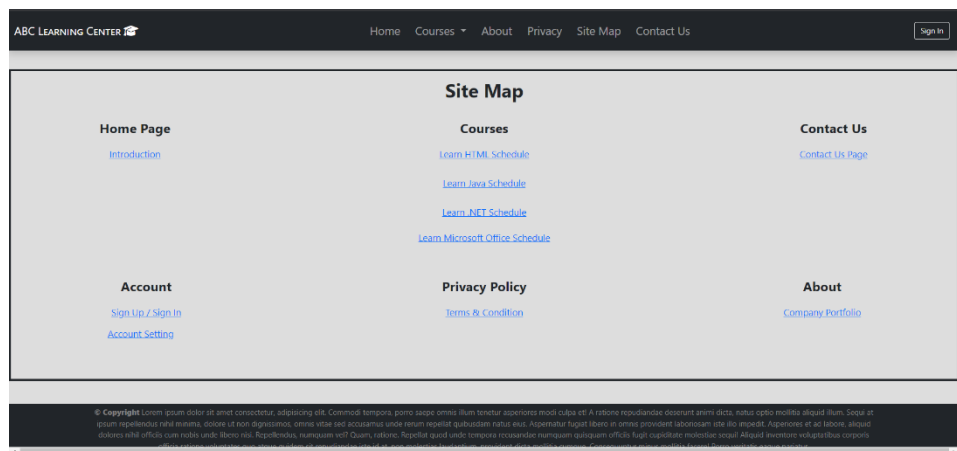 ABC Learning Center
Home Courses About Privacy Site Map Contact Us
Sign In
Site Map
Home Page
Introduction
Courses
Learn HTML Schedule
Learn Java Schedule
Learn .NET Schedule
Learn Microsoft Office Schedule
Contact Us
Contact Us Page
Account
Sign Up / Sign In
Account Setting
Privacy Policy
Terms & Condition
About
Company Portfolio
© Copyright Lorem ipsum dolor sit amet consectetur, adipisicing elit. Commodi tempora, porro saepe omnis illum tenetur asperiores modi culpa et! A ratione repudiandae deserunt animi dicta, natus optio mollitia aliquid illum. Sequi at
ipsum repellendus nihil minima, dolore ut non dignissimos, omnis vitae sed accusamus unde rerum repellat quibusdam natus eius. Aspernatur fugiat libero in omnis provident laboriosam iste illo impedit. Asperiores et ad labore, aliquid
dolores nihil officiis cum nobis unde libero nisi. Repellendus, numquam vel? Quam, ratione. Repellat quod unde tempora recusandae numquam quisquam officiis fugit cupiditate molestiae sequi! Aliquid inventore voluptatibus corporis